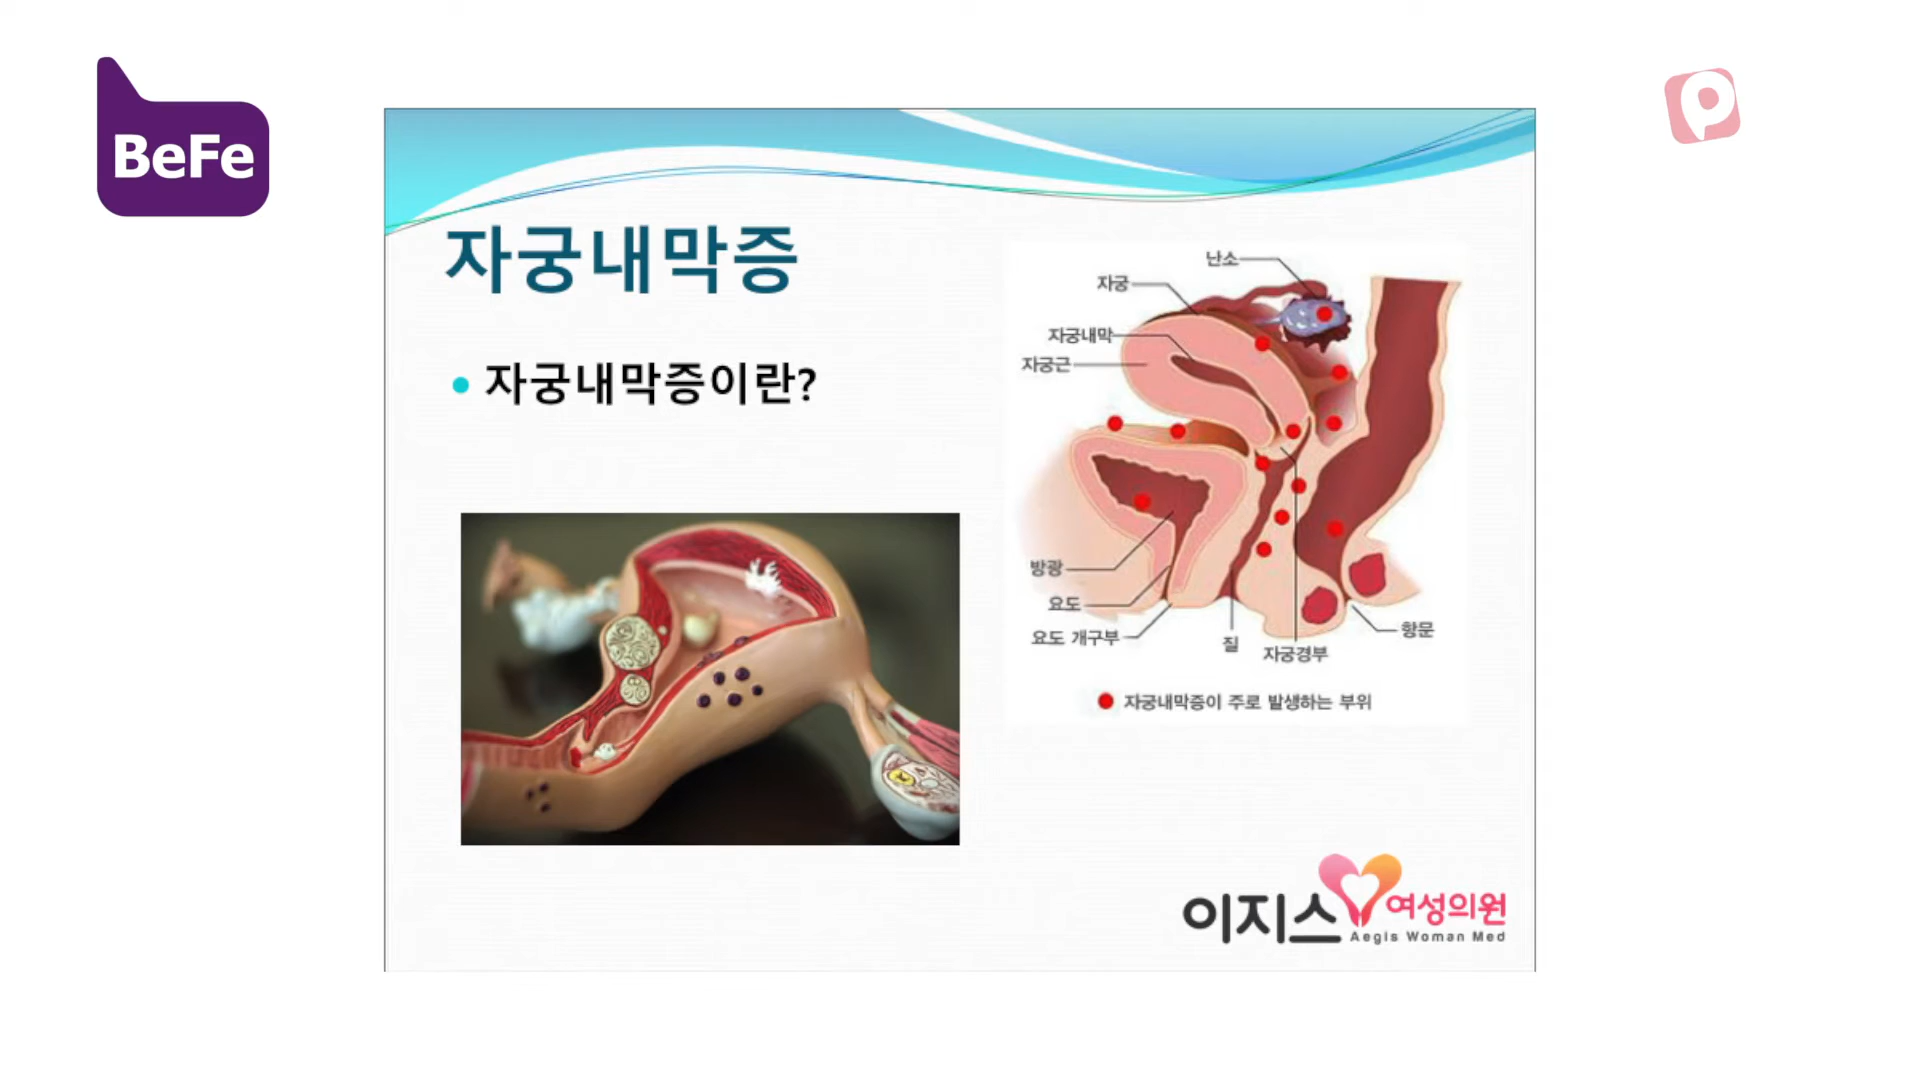 BeFe
자궁내막증
자궁내막증이란?
난소
자궁
자궁내막
자궁근
방광
요도
요도 개구부
질
자궁경부
항문
자궁내막증이 주로 발생하는 부위
이지스 여성의원
Aegis Woman Med